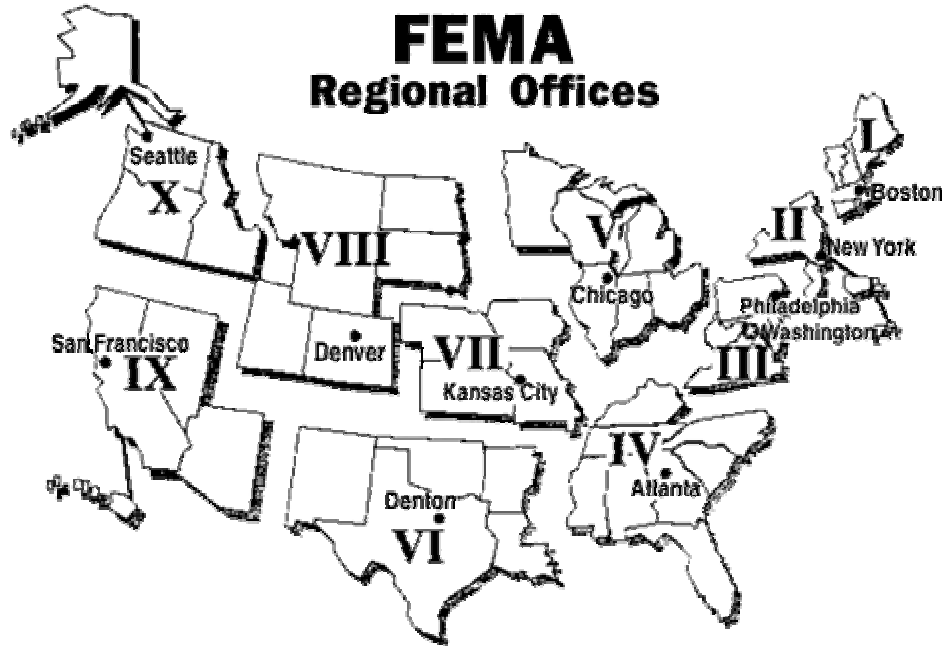 FEMA
Regional Offices
Seattle
X
I
Boston
II
New York
V
VIII
Chicago
Philadelphia
Washington
III
San Francisco
IX
Denver
VII
Kansas City
IV
Atlanta
Denton
VI